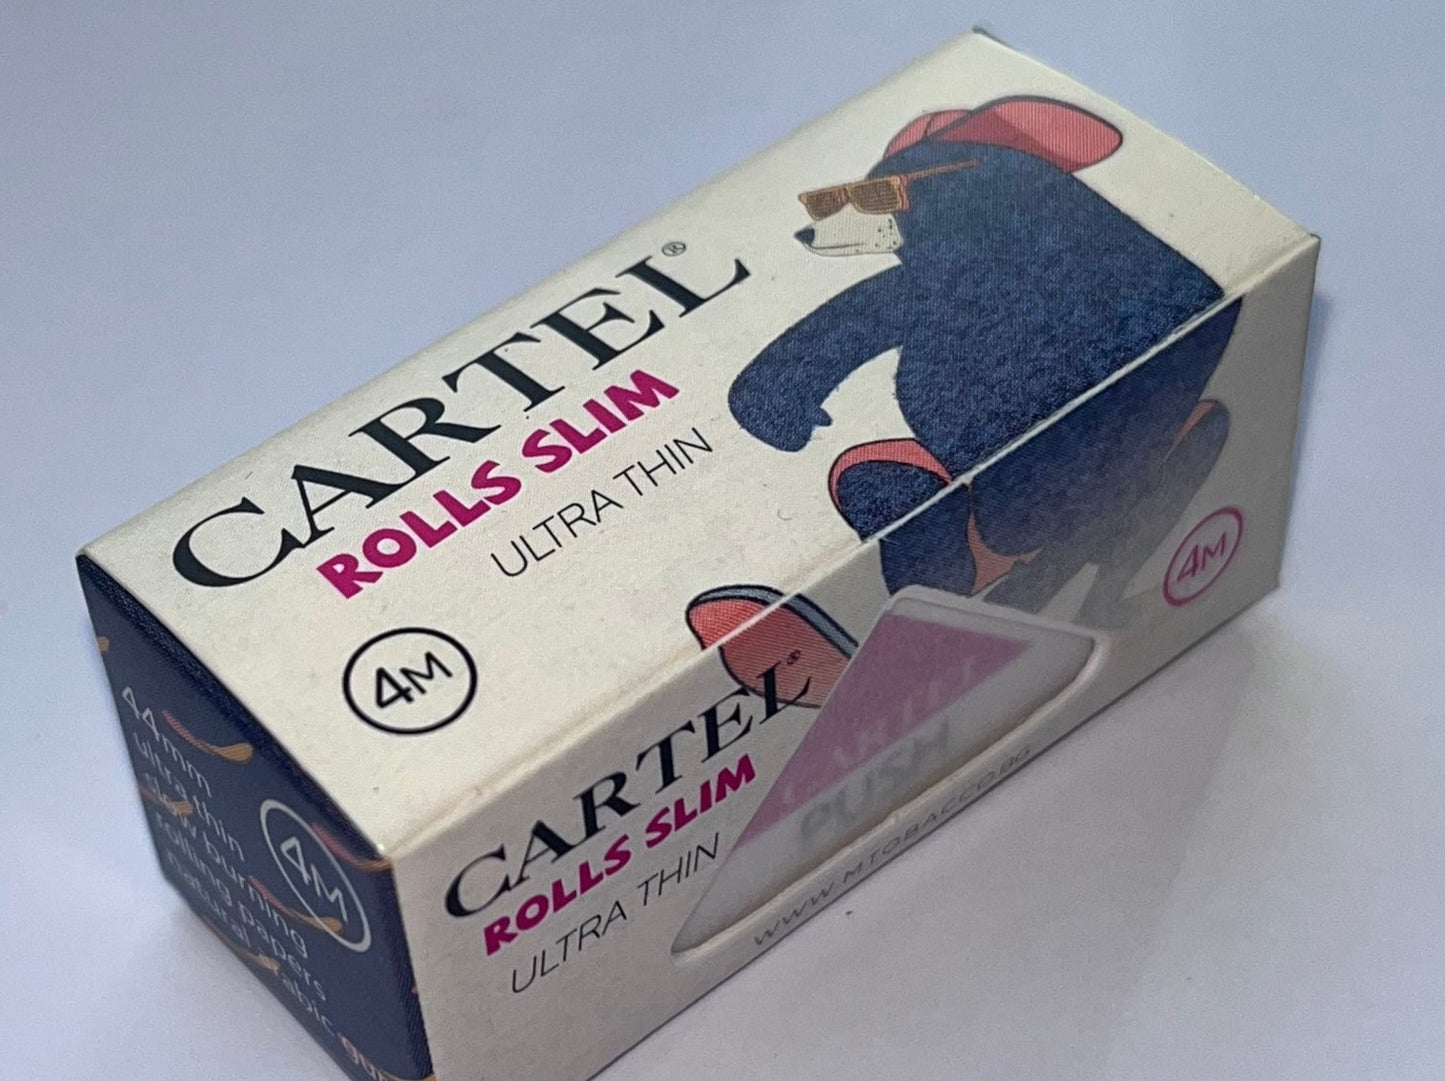 CARTEL®
ROLLS SLIM
ULTRA THIN
4M
CARTEL®
ROLLS SLIM
ULTRA THIN
PUSH
WWW.MTOBACCO.BG
4M
44mm
ultra thin
slow burning
rolling papers
natural arabic gum
4M